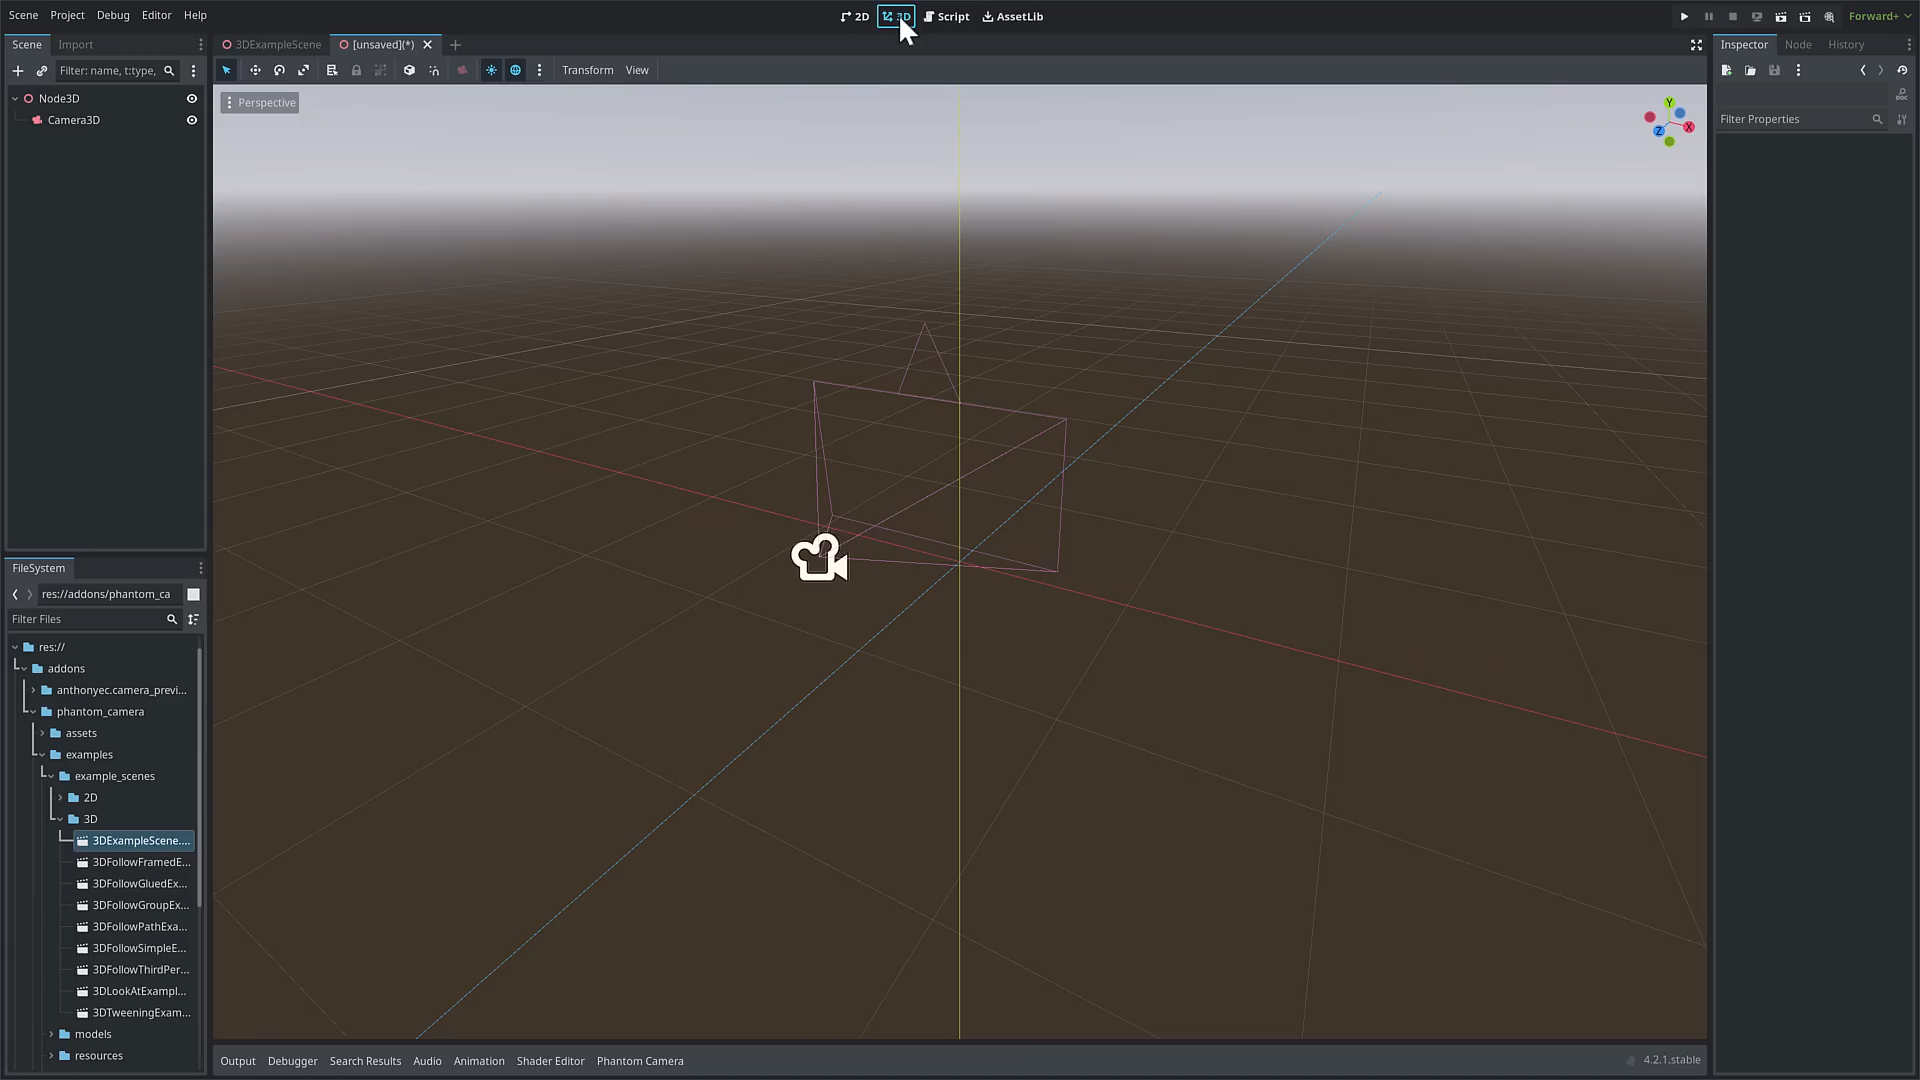 Scene Project Debug Editor Help
2D 3D Script AssetLib
Forward+
Scene Import
3DExampleScene [unsaved](*)
Inspector Node History
Filter: name, t:type,
Transform View
Node3D
Camera3D
Perspective
Y
X
Z
Filter Properties
FileSystem
res://addons/phantom_ca
Filter Files
res://
addons
anthonyec.camera_previ...
phantom_camera
assets
examples
example_scenes
2D
3D
3DExampleScene....
3DFollowFramedE...
3DFollowGluedEx...
3DFollowGroupEx...
3DFollowPathExa...
3DFollowSimpleE...
3DFollowThirdPer...
3DLookAtExampl...
3DTweeningExam...
models
resources
Output Debugger Search Results Audio Animation Shader Editor Phantom Camera
4.2.1.stable